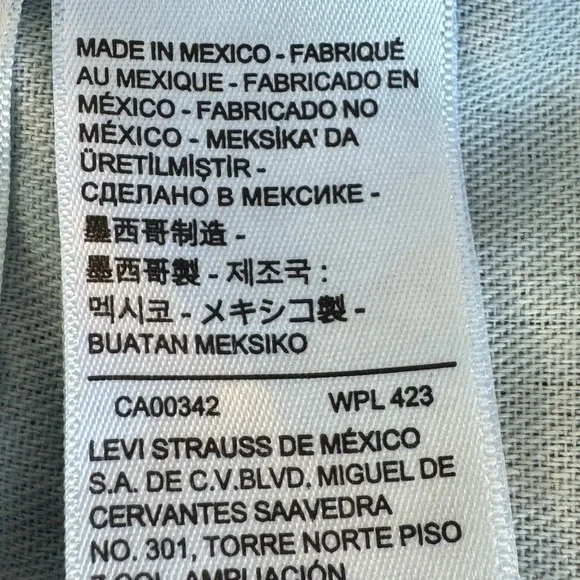 MADE IN MEXICO - FABRIQUÉ
AU MEXIQUE - FABRICADO EN
MÉXICO - FABRICADO NO
MÉXICO - MEKSİKA' DA
ÜRETİLMİŞTİR -
СДЕЛАНО В МЕКСИКЕ -
墨西哥制造 -
墨西哥製 - 제조국 :
멕시코 - メキシコ製 -
BUATAN MEKSIKO
CA00342 WPL 423
LEVI STRAUSS DE MÉXICO
S.A. DE C.V.BLVD. MIGUEL DE
CERVANTES SAAVEDRA
NO. 301, TORRE NORTE PISO
COL. AMPLIACIÓN